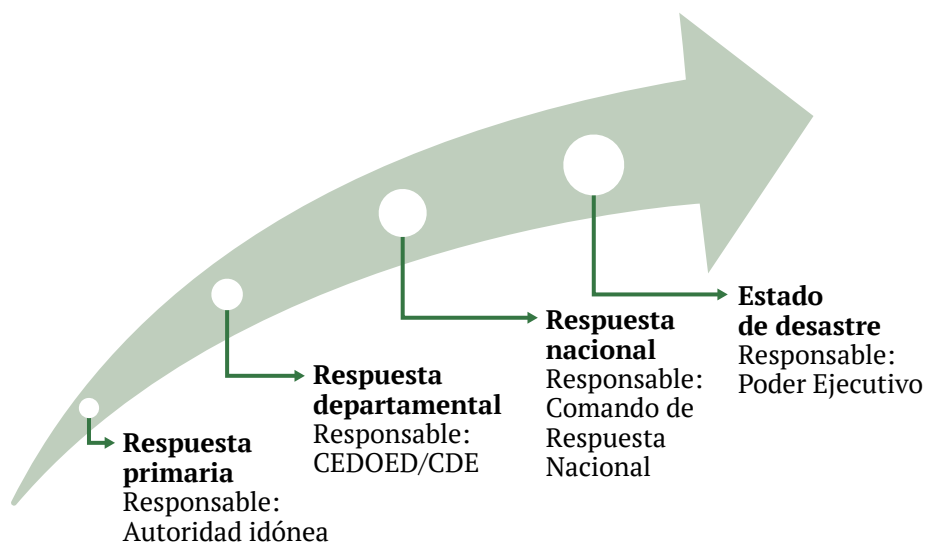 Respuesta
primaria
Responsable:
Autoridad idónea
Respuesta
departamental
Responsable:
CEDOED/CDE
Respuesta
nacional
Responsable:
Comando de
Respuesta
Nacional
Estado
de desastre
Responsable:
Poder Ejecutivo